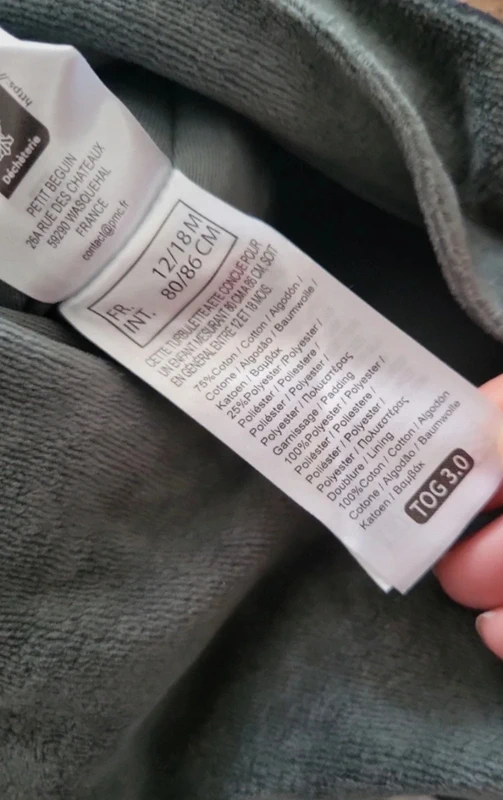 https://
Déchèterie
PETIT BEGUIN
26A RUE DES CHATEAUX
59290 WASQUEHAL
FRANCE
contact@pmc.fr
FR. 12/18 M
INT. 80/86 CM
CETTE TURBULETTE A ETE CONCUE POUR
UN ENFANT MESURANT 80 CM A 86 CM, SOIT
EN GENERAL ENTRE 12 ET 18 MOIS.
75%Coton / Cotton / Algodón /
Cotone / Algodão / Baumwolle /
Katoen / Βαμβάκι
25%Polyester /Polyester /
Poliéster / Poliestere /
Poliéster / Polyester /
Polyester / Πολυεστέρας
Garnissage / Padding
100%Polyester / Polyester /
Poliéster / Poliestere /
Poliéster / Polyester /
Polyester / Πολυεστέρας
Doublure / Lining
100%Coton / Cotton / Algodón
Cotone / Algodão / Baumwolle
Katoen / Βαμβάκι
TOG 3.0